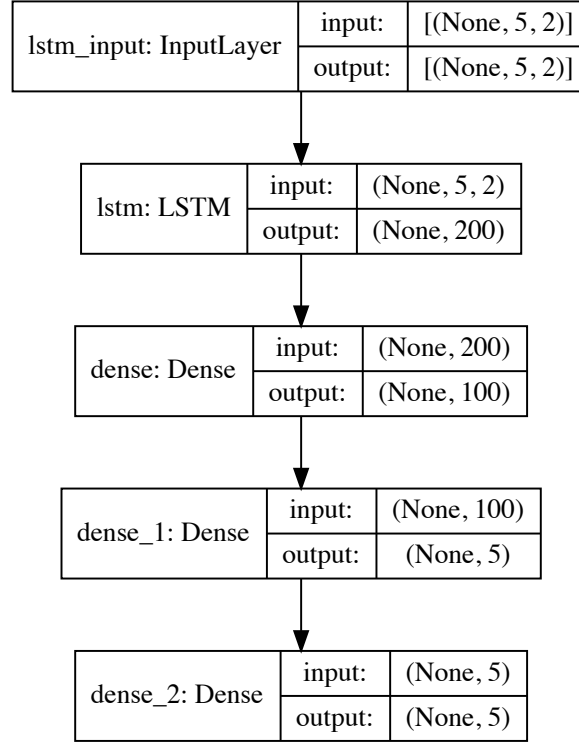 lstm_input: InputLayer
input: [(None, 5, 2)]
output: [(None, 5, 2)]
lstm: LSTM
input: (None, 5, 2)
output: (None, 200)
dense: Dense
input: (None, 200)
output: (None, 100)
dense_1: Dense
input: (None, 100)
output: (None, 5)
dense_2: Dense
input: (None, 5)
output: (None, 5)